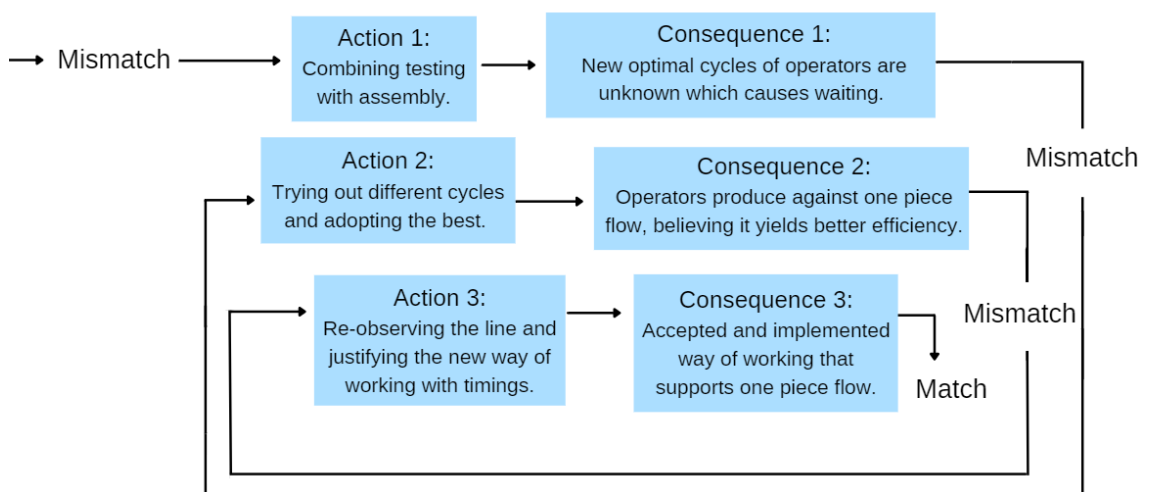 Mismatch
Action 1:
Combining testing
with assembly.
Consequence 1:
New optimal cycles of operators are
unknown which causes waiting.
Mismatch
Action 2:
Trying out different cycles
and adopting the best.
Consequence 2:
Operators produce against one piece
flow, believing it yields better efficiency.
Mismatch
Action 3:
Re-observing the line and
justifying the new way of
working with timings.
Consequence 3:
Accepted and implemented
way of working that
supports one piece flow.
Match